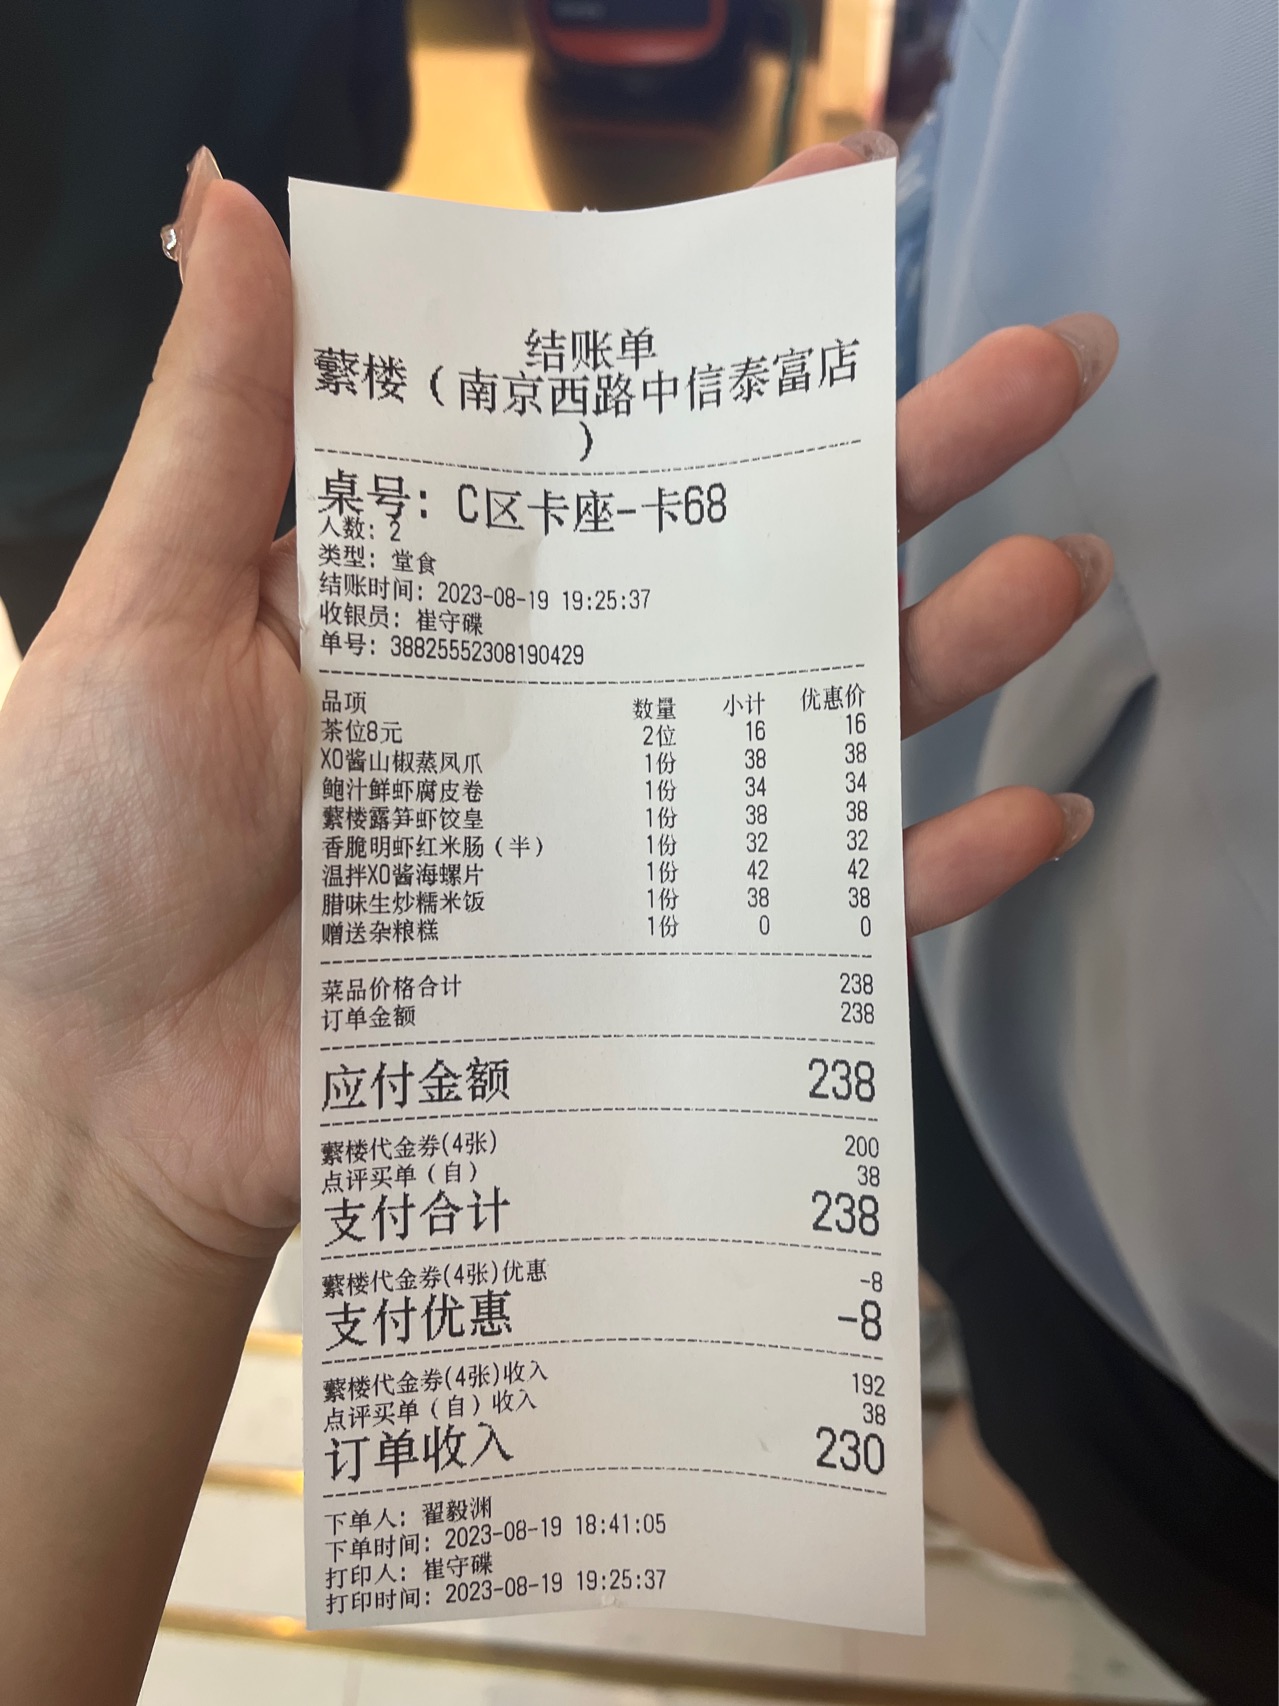 结账单
蘩楼（南京西路中信泰富店
）
桌号：C区卡座-卡68
人数：2
类型：堂食
结账时间：2023-08-19 19:25:37
收银员：崔守碟
单号：38825552308190429
品项 数量 小计 优惠价
茶位8元 2位 16 16
XO酱山椒蒸凤爪 1份 38 38
鲍汁鲜虾腐皮卷 1份 34 34
蘩楼露笋虾饺皇 1份 38 38
香脆明虾红米肠（半） 1份 32 32
温拌XO酱海螺片 1份 42 42
腊味生炒糯米饭 1份 38 38
赠送杂粮糕 1份 0 0
菜品价格合计 238
订单金额 238
应付金额 238
蘩楼代金券(4张) 200
点评买单（自） 38
支付合计 238
蘩楼代金券(4张)优惠 -8
支付优惠 -8
蘩楼代金券(4张)收入 192
点评买单（自）收入 38
订单收入 230
下单人：翟毅渊
下单时间：2023-08-19 18:41:05
打印人：崔守碟
打印时间：2023-08-19 19:25:37